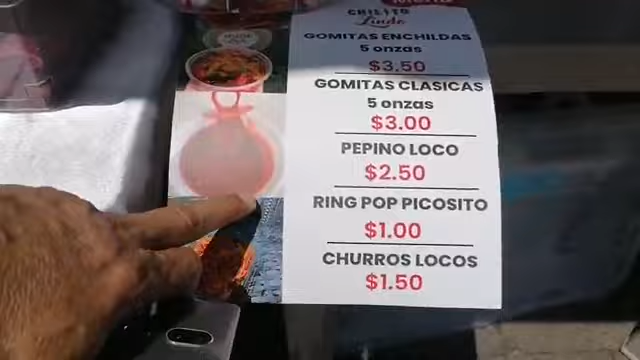 CHILITO
Lindo
GOMITAS ENCHILDAS
5 onzas
$3.50
GOMITAS CLASICAS
5 onzas
$3.00
PEPINO LOCO
$2.50
RING POP PICOSITO
$1.00
CHURROS LOCOS
$1.50